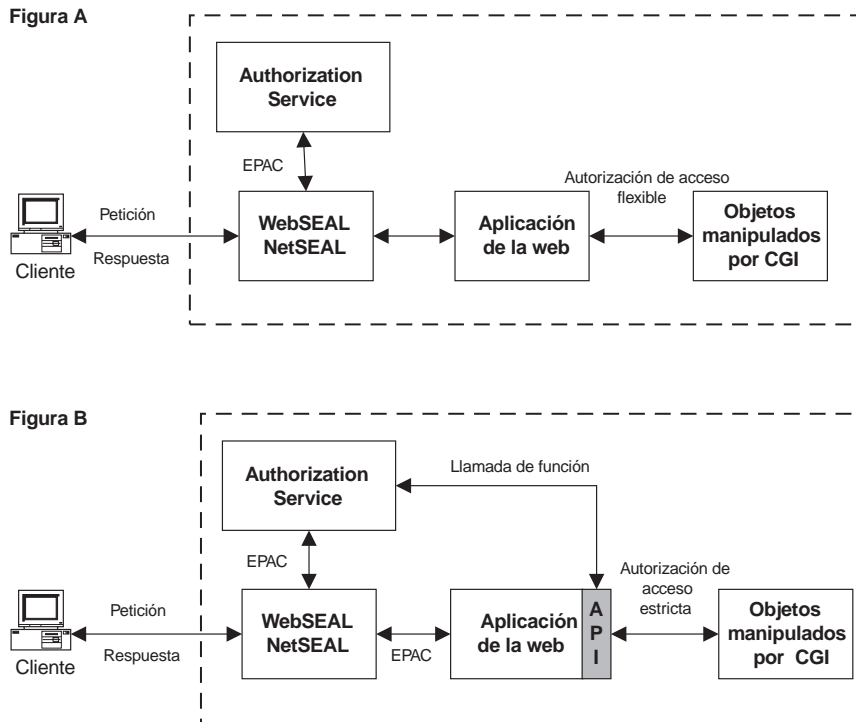 Figura A
Authorization
Service
EPAC
Autorización de acceso
flexible
Petición
Respuesta
Cliente
WebSEAL
NetSEAL
Aplicación
de la web
Objetos
manipulados
por CGI
Figura B
Authorization
Service
Llamada de función
EPAC
Autorización de
acceso
estricta
Petición
Respuesta
Cliente
WebSEAL
NetSEAL
EPAC
Aplicación
de la web
A
P
I
Objetos
manipulados
por CGI